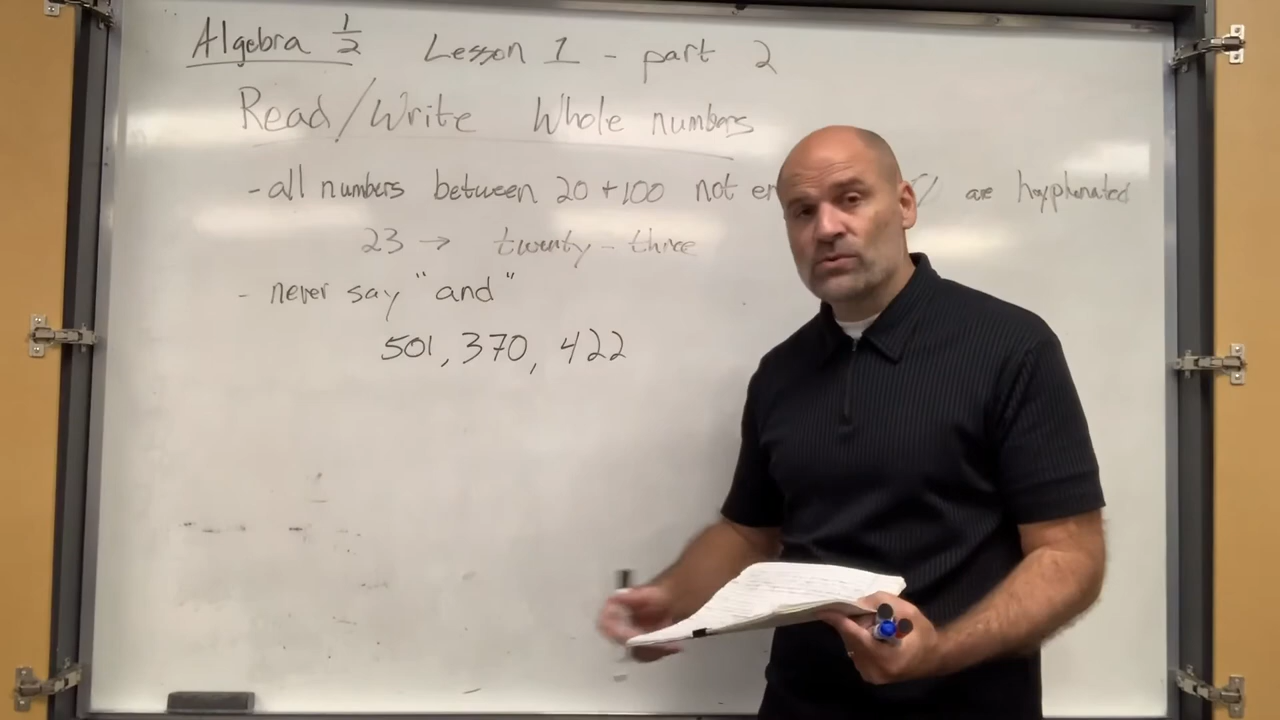 Algebra 1/2 Lesson 1 - part 2
Read/Write Whole numbers
- all numbers between 20 + 100 not are hyphenated
23 → twenty-three
- never say "and"
501, 370, 422